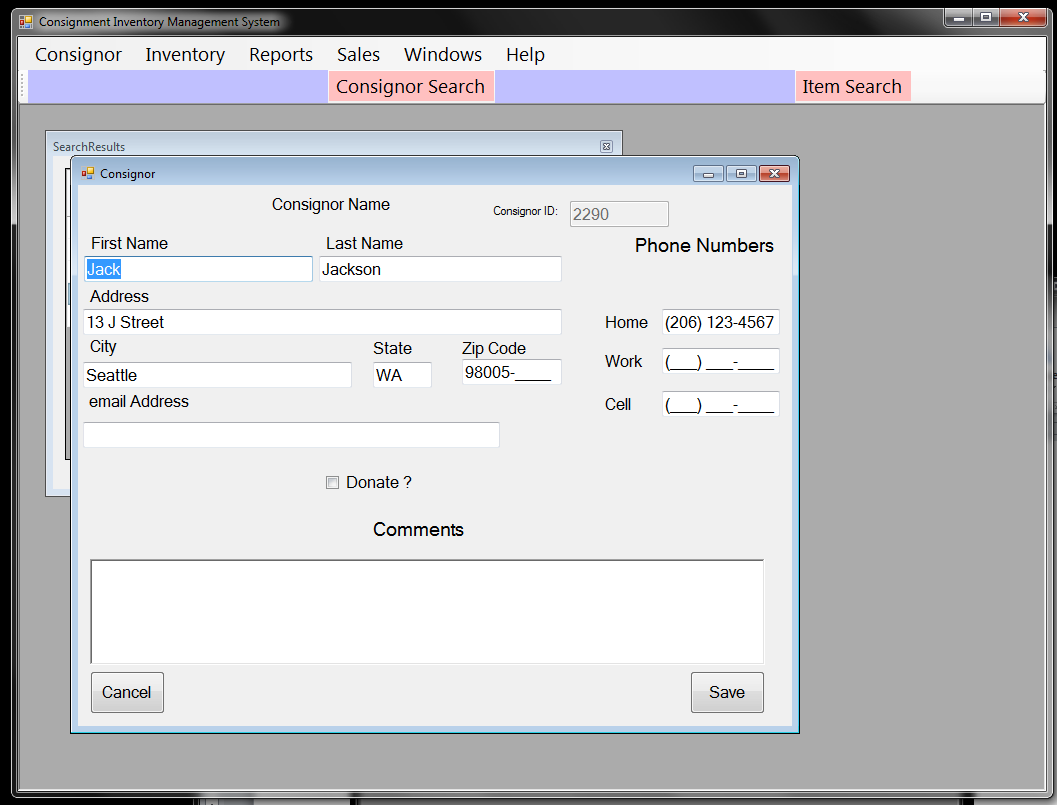 Consignment Inventory Management System
Consignor Inventory Reports Sales Windows Help
Consignor Search Item Search
SearchResults
Consignor
Consignor Name Consignor ID: 2290
First Name Last Name Phone Numbers
Jack Jackson
Address
13 J Street Home (206) 123-4567
City State Zip Code
Seattle WA 98005-____ Work (___) ___-____
email Address Cell (___) ___-____
Donate ?
Comments
Cancel Save